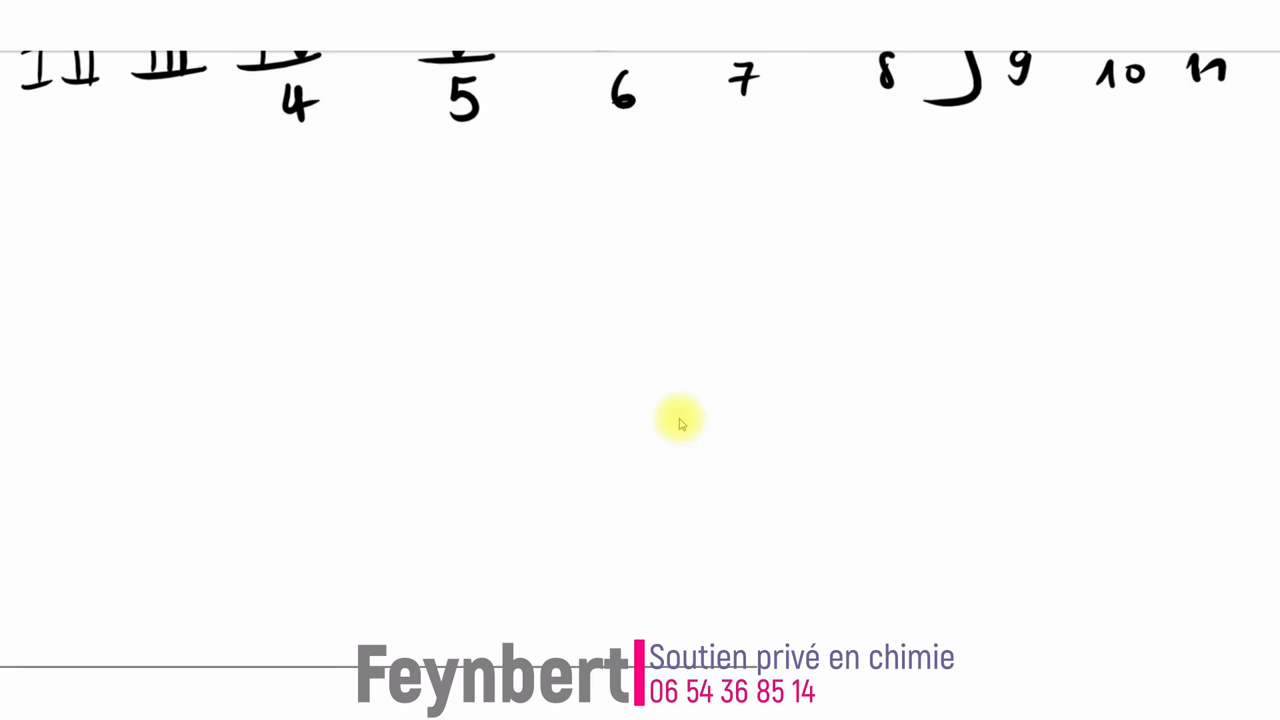 I II III IV
4 5 6 7 8 9 10 11
Feynbert
Soutien privé en chimie
06 54 36 85 14